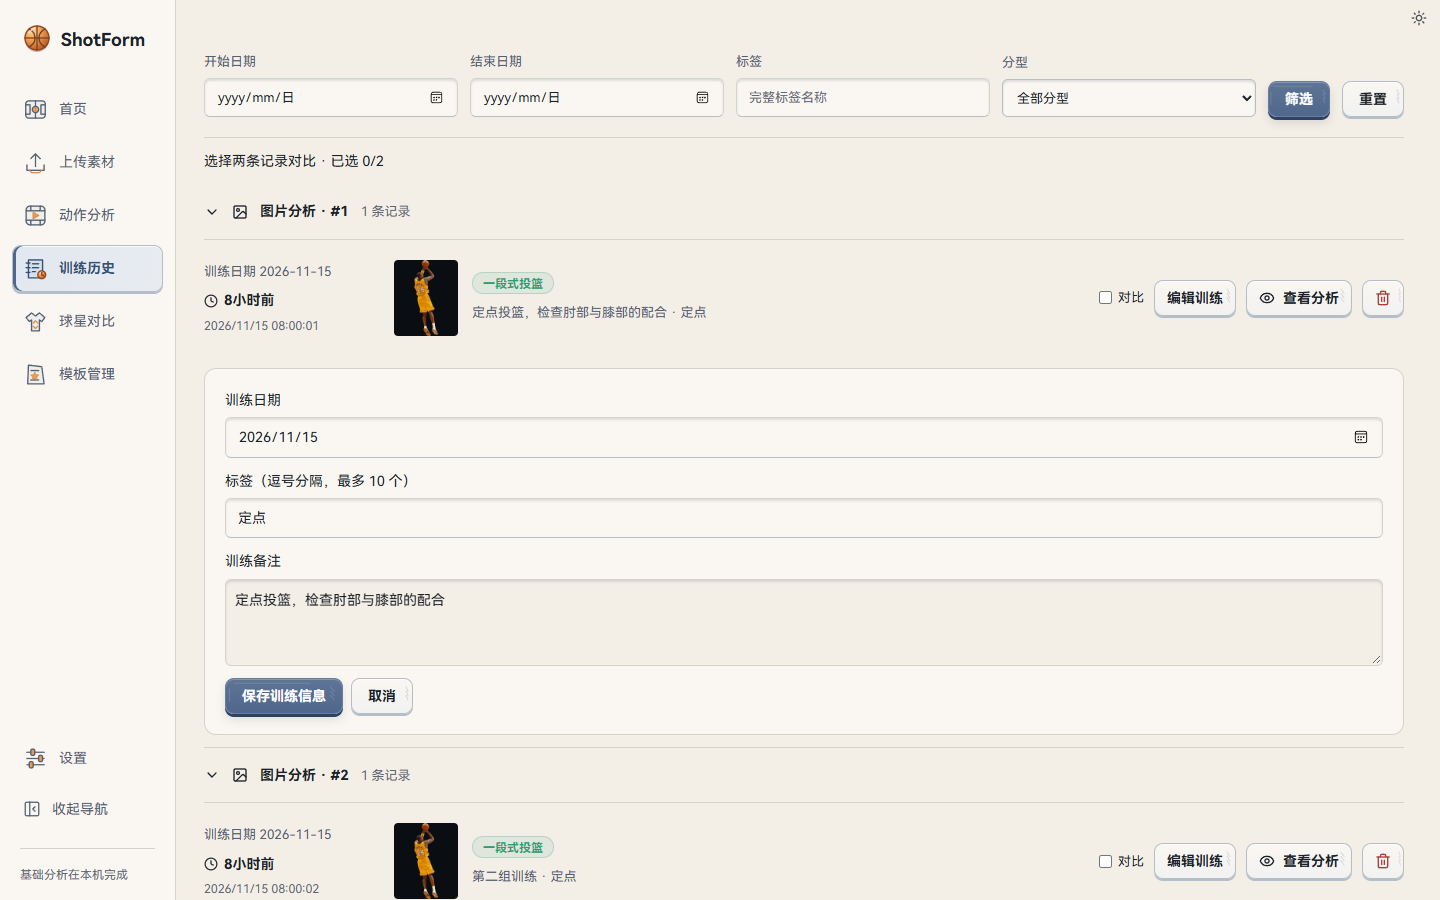 ShotForm
首页
上传素材
动作分析
训练历史
球星对比
模板管理
设置
收起导航
基础分析在本机完成
开始日期
yyyy/mm/日
结束日期
yyyy/mm/日
标签
完整标签名称
分型
全部分型
筛选
重置
选择两条记录对比 · 已选 0/2
图片分析 · #1 1 条记录
训练日期 2026-11-15
8小时前
2026/11/15 08:00:01
一段式投篮
定点投篮，检查肘部与膝部的配合 · 定点
对比
编辑训练
查看分析
训练日期
2026/11/15
标签（逗号分隔，最多 10 个）
定点
训练备注
定点投篮，检查肘部与膝部的配合
保存训练信息
取消
图片分析 · #2 1 条记录
训练日期 2026-11-15
8小时前
2026/11/15 08:00:02
一段式投篮
第二组训练 · 定点
对比
编辑训练
查看分析